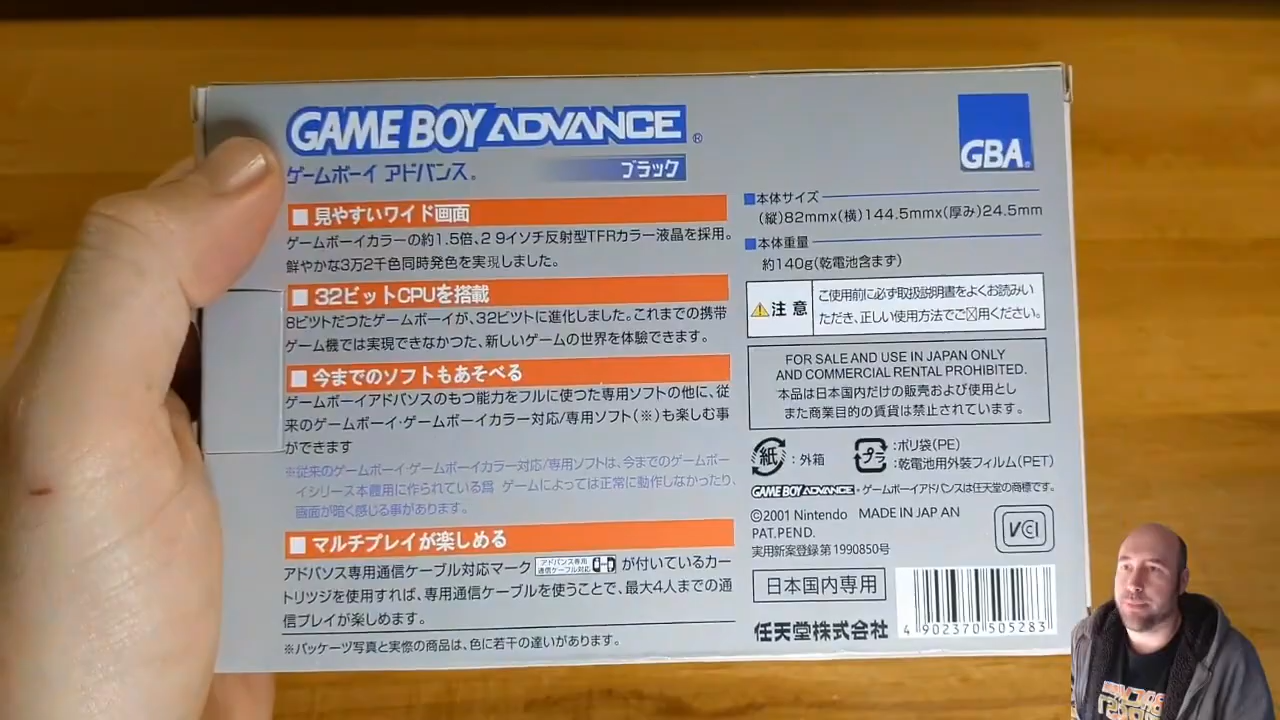 GAME BOY ADVANCE®
ゲームボーイ アドバンス®
ブラック
GBA®
■ 見やすいワイド画面
ゲームボーイカラーの約1.5倍、2 9イソチ反射型TFRカラー液晶を採用。
鮮やかな3万2千色同時発色を実現しました。
■ 32ビットCPUを搭載
8ビツトだつたゲームボーイが、32ビツトに進化しました。これまでの携帯
ゲーム機では実現できなかつた、新しいゲームの世界を体験できます。
■ 今までのソフトもあそべる
ゲームボーイアドバソスのもつ能力をフルに使つた専用ソフトの他に、従
来のゲームボーイ・ゲームボーイカラー対応/専用ソフト(※)も楽しむ事
ができます
※従来のゲームボーイ・ゲームボーイカラー対応/専用ソフトは、今までのゲームボー
イシリーズ本體用に作られている爲 ゲームによっては正常に動作しなかったり、
画面が暗く感じる事があります。
■ マルチプレイが楽しめる
アドバソス専用通信ケーブル対応マーク アドバンス専用 通信ケーブル対応 が付いているカー
トリツジを使用すれば、専用通信ケーブルを使うことで、最大4人までの通
信プレイが楽しめます。
※パッケージ写真と実際の商品は、色に若干の違いがあります。
■本体サイズ
(縦)82mmx(横)144.5mmx(厚み)24.5mm
■本体重量
約140g(乾電池含まず)
注意
ご使用前に必ず取扱説明書をよくお読みい
ただき、正しい使用方法でご〼用ください。
FOR SALE AND USE IN JAPAN ONLY
AND COMMERCIAL RENTAL PROHIBITED.
本品は日本国内だけの販売および使用とし
また商業目的の賃貸は禁止されています。
紙 : 外箱
プラ :ポリ袋(PE)
:乾電池用外装フィルム(PET)
GAME BOY ADVANCE・ゲームボーイアドバンスは任天堂の商標です。
©2001 Nintendo MADE IN JAP AN
PAT.PEND.
実用新案登録 第1990850号
VCI
日本国内専用
任天堂株式会社
4 902370 505283